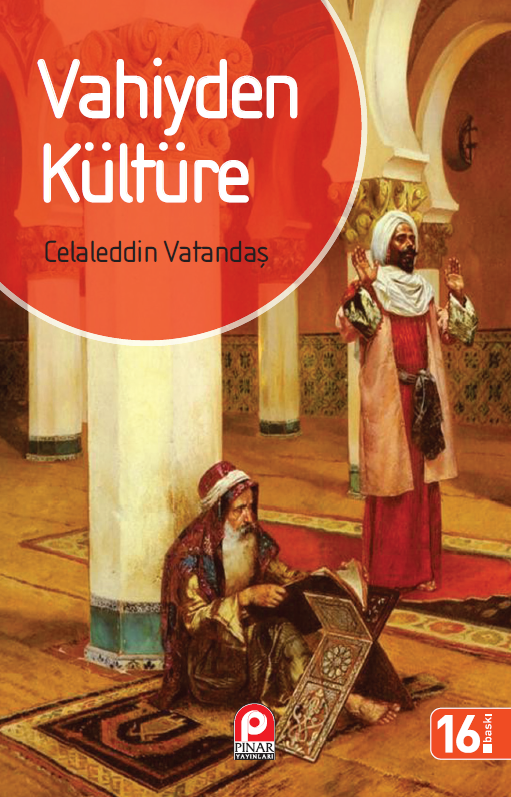 Vahiyden
Kültüre
Celaleddin Vatandaş
PINAR
YAYINLARI
16.
baskı